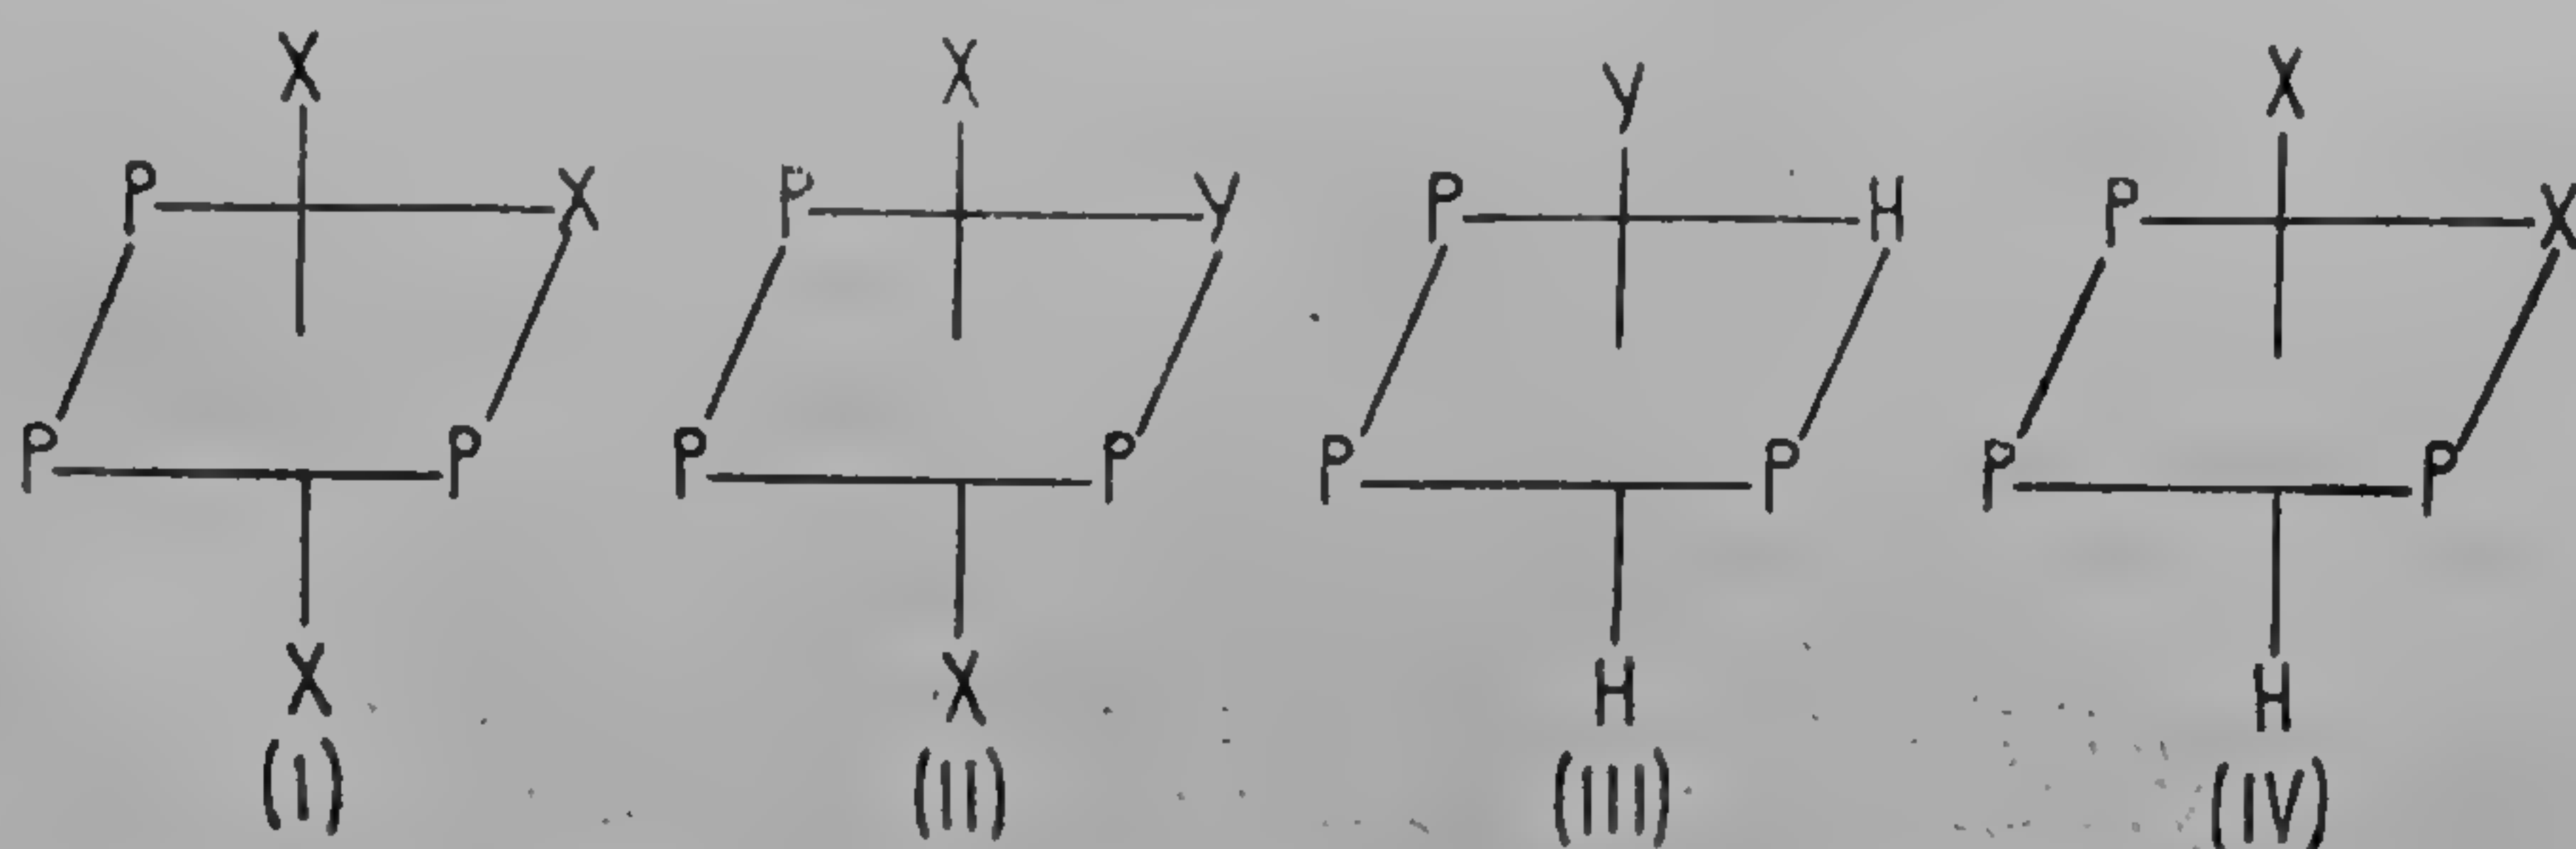 X X Y X
P X P Y P H P X
P P P P P P P P
X X H H
(I) (II) (III) (IV)